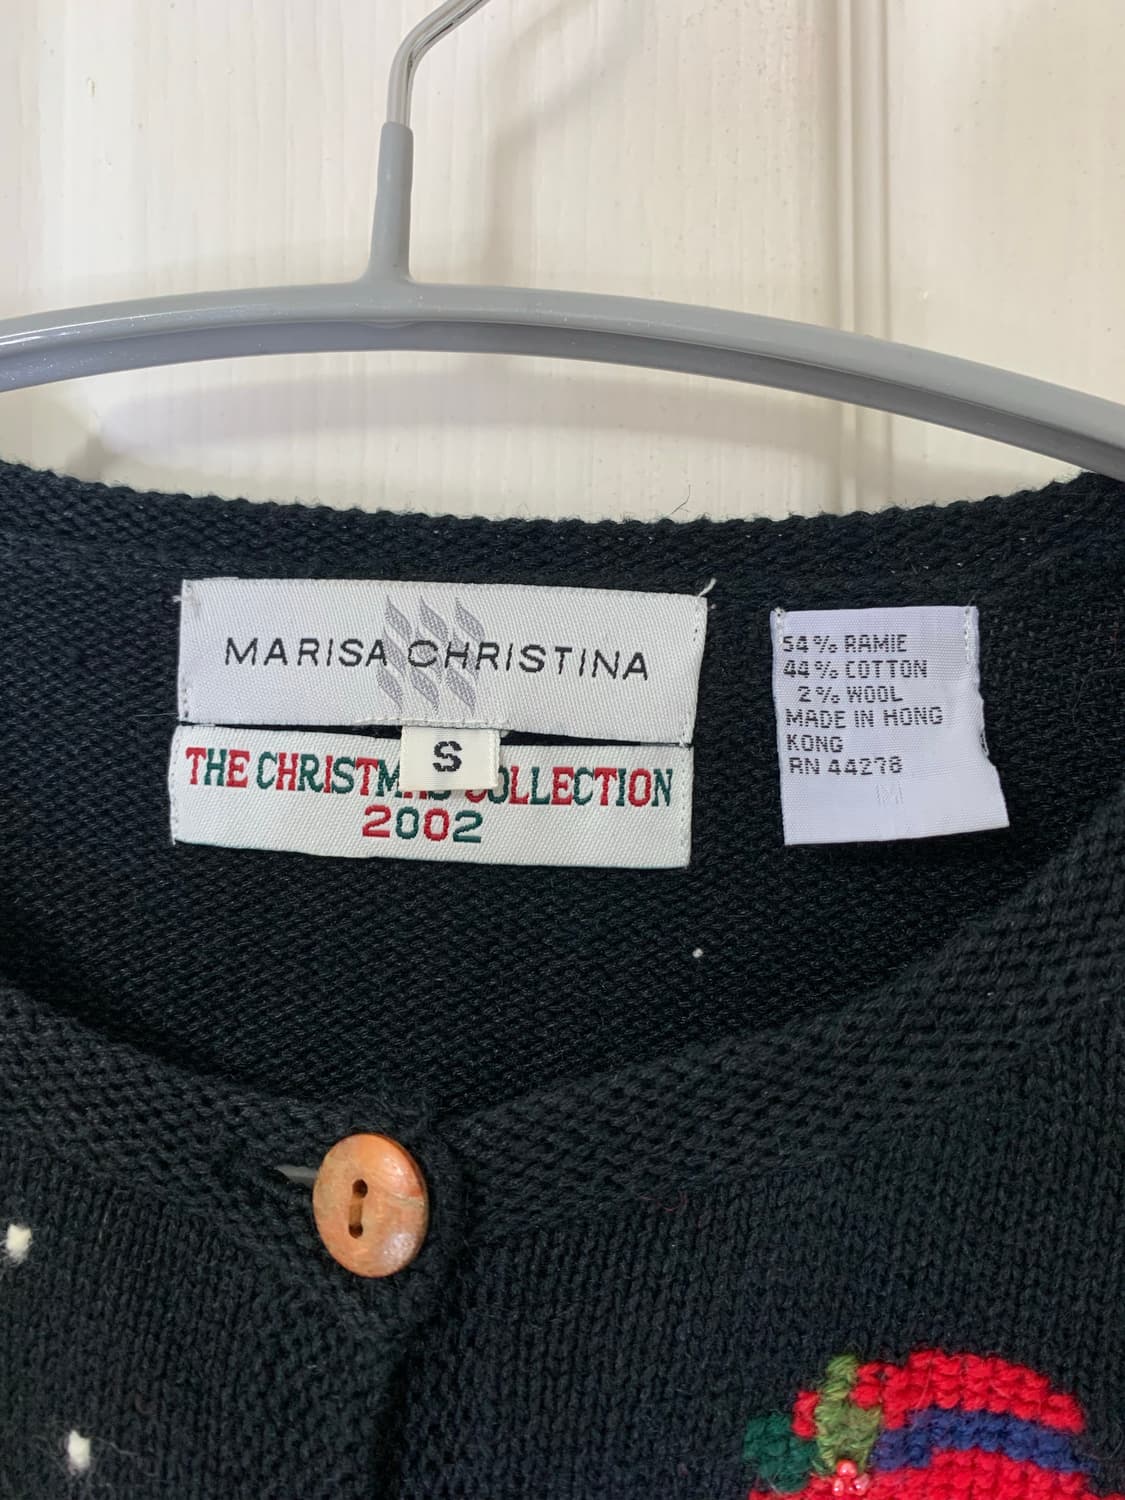 MARISA CHRISTINA
S
THE CHRISTMAS COLLECTION
2002
54% RAMIE
44% COTTON
2% WOOL
MADE IN HONG
KONG
RN 44278